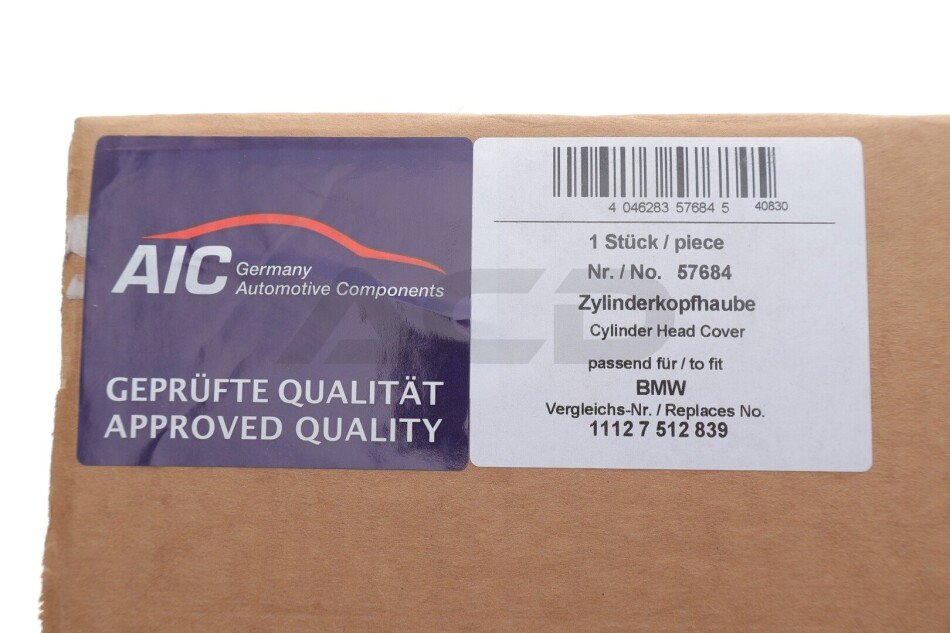 AIC
Germany
Automotive Components
GEPRÜFTE QUALITÄT
APPROVED QUALITY
4 046283 57684 5 40830
1 Stück / piece
Nr. / No. 57684
Zylinderkopfhaube
Cylinder Head Cover
passend für / to fit
BMW
Vergleichs-Nr. / Replaces No.
1112 7 512 839